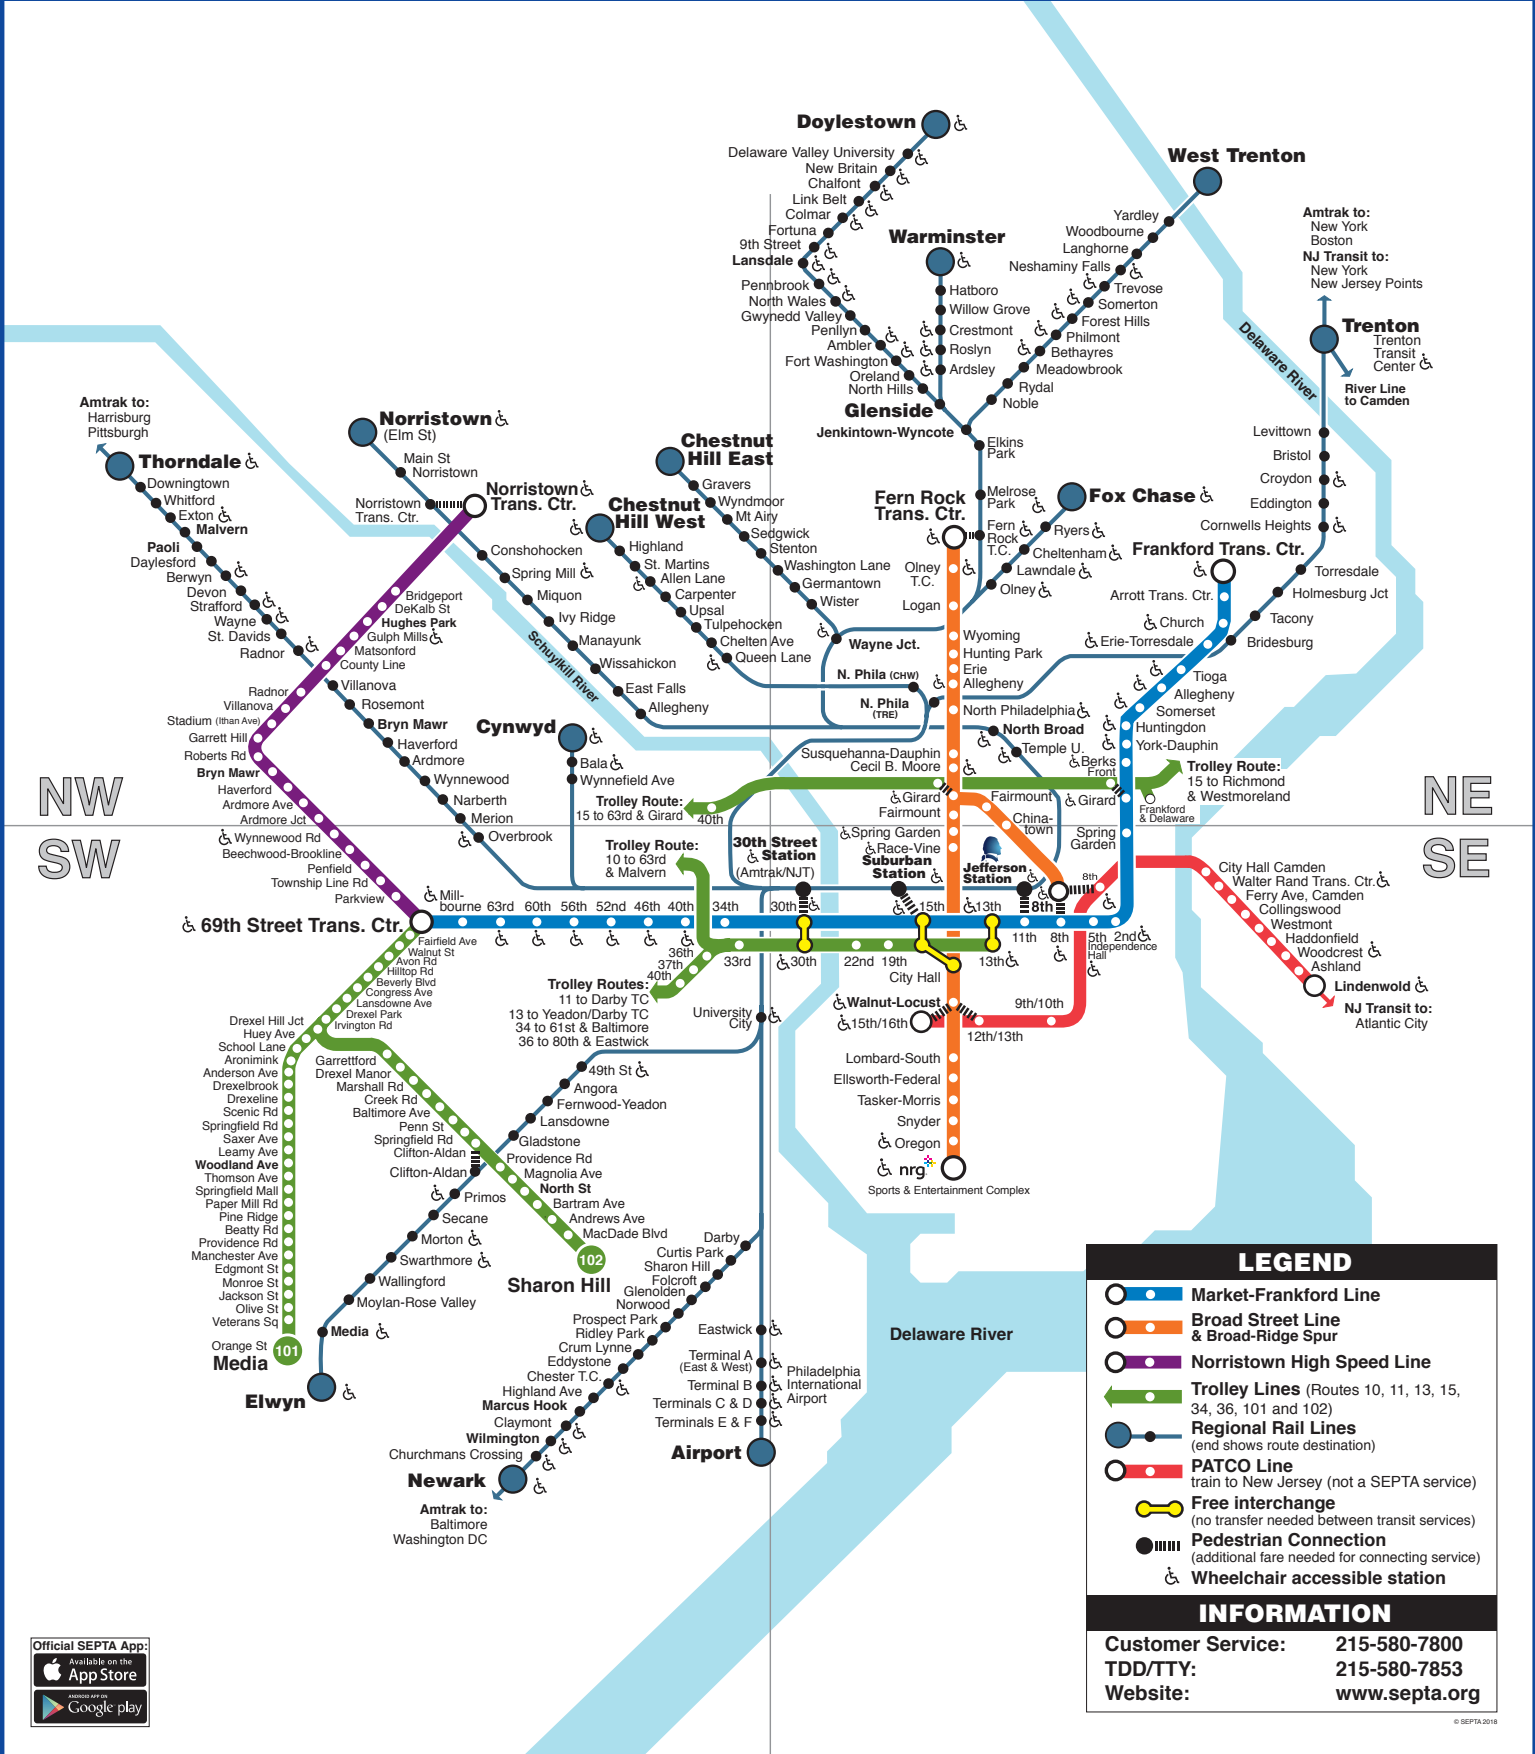 Doylestown
Delaware Valley University
New Britain
Chalfont
Link Belt
Colmar
Fortuna
9th Street
Lansdale
Pennbrook
North Wales
Gwynedd Valley
Penllyn
Ambler
Fort Washington
Oreland
North Hills
Glenside
Jenkintown-Wyncote
Warminster
Hatboro
Willow Grove
Crestmont
Roslyn
Ardsley
West Trenton
Yardley
Woodbourne
Langhorne
Neshaminy Falls
Trevose
Somerton
Forest Hills
Philmont
Bethayres
Meadowbrook
Rydal
Noble
Elkins
Park
Melrose
Park
Fern
Rock
T.C.
Amtrak to:
New York
Boston
NJ Transit to:
New York
New Jersey Points
Trenton
Trenton
Transit
Center
River Line
to Camden
Delaware River
Levittown
Bristol
Croydon
Eddington
Cornwells Heights
Torresdale
Holmesburg Jct
Tacony
Bridesburg
Amtrak to:
Harrisburg
Pittsburgh
Thorndale
Downingtown
Whitford
Exton
Malvern
Paoli
Daylesford
Berwyn
Devon
Strafford
Wayne
St. Davids
Radnor
Villanova
Rosemont
Bryn Mawr
Haverford
Ardmore
Wynnewood
Narberth
Merion
Overbrook
Norristown
(Elm St)
Main St
Norristown
Norristown
Trans. Ctr.
Norristown
Trans. Ctr.
Conshohocken
Spring Mill
Miquon
Ivy Ridge
Manayunk
Wissahickon
East Falls
Allegheny
Schuylkill River
Bridgeport
DeKalb St
Hughes Park
Gulph Mills
Matsonford
County Line
Radnor
Villanova
Stadium (Ithan Ave)
Garrett Hill
Roberts Rd
Bryn Mawr
Haverford
Ardmore Ave
Ardmore Jct
Wynnewood Rd
Beechwood-Brookline
Penfield
Township Line Rd
Parkview
Chestnut
Hill East
Gravers
Wyndmoor
Mt Airy
Sedgwick
Stenton
Washington Lane
Germantown
Wister
Wayne Jct.
Chestnut
Hill West
Highland
St. Martins
Allen Lane
Carpenter
Upsal
Tulpehocken
Chelten Ave
Queen Lane
N. Phila (CHW)
N. Phila
(TRE)
North Broad
Temple U.
Cynwyd
Bala
Wynnefield Ave
Fox Chase
Ryers
Cheltenham
Lawndale
Olney
Fern Rock
Trans. Ctr.
Olney
T.C.
Logan
Wyoming
Hunting Park
Erie
Allegheny
North Philadelphia
Susquehanna-Dauphin
Cecil B. Moore
Girard
Fairmount
Spring Garden
Race-Vine
Fairmount
China-
town
Frankford Trans. Ctr.
Arrott Trans. Ctr.
Church
Erie-Torresdale
Tioga
Allegheny
Somerset
Huntingdon
York-Dauphin
Berks
Front
Girard
Spring
Garden
Trolley Route:
15 to Richmond
& Westmoreland
Frankford
& Delaware
Trolley Route:
15 to 63rd & Girard
40th
Trolley Route:
10 to 63rd
& Malvern
30th Street
Station
(Amtrak/NJT)
Suburban
Station
Jefferson
Station
8th
NW
SW
NE
SE
69th Street Trans. Ctr.
Mill-
bourne
63rd
60th
56th
52nd
46th
40th
34th
30th
15th
13th
8th
11th
8th
5th
Independence
Hall
2nd
36th
37th
40th
33rd
30th
22nd
19th
City Hall
13th
Trolley Routes:
11 to Darby TC
13 to Yeadon/Darby TC
34 to 61st & Baltimore
36 to 80th & Eastwick
City Hall Camden
Walter Rand Trans. Ctr.
Ferry Ave, Camden
Collingswood
Westmont
Haddonfield
Woodcrest
Ashland
Lindenwold
NJ Transit to:
Atlantic City
Walnut-Locust
15th/16th
9th/10th
12th/13th
Lombard-South
Ellsworth-Federal
Tasker-Morris
Snyder
Oregon
nrg
Sports & Entertainment Complex
Fairfield Ave
Walnut St
Avon Rd
Hilltop Rd
Beverly Blvd
Congress Ave
Lansdowne Ave
Drexel Park
Irvington Rd
Drexel Hill Jct
Huey Ave
School Lane
Aronimink
Anderson Ave
Drexelbrook
Drexeline
Scenic Rd
Springfield Rd
Saxer Ave
Leamy Ave
Woodland Ave
Thomson Ave
Springfield Mall
Paper Mill Rd
Pine Ridge
Beatty Rd
Providence Rd
Manchester Ave
Edgmont St
Monroe St
Jackson St
Olive St
Veterans Sq
Orange St
Media
101
Garrettford
Drexel Manor
Marshall Rd
Creek Rd
Baltimore Ave
Penn St
Springfield Rd
Clifton-Aldan
Providence Rd
Magnolia Ave
North St
Bartram Ave
Andrews Ave
MacDade Blvd
102
Sharon Hill
University
City
49th St
Angora
Fernwood-Yeadon
Lansdowne
Gladstone
Clifton-Aldan
Primos
Secane
Morton
Swarthmore
Wallingford
Moylan-Rose Valley
Media
Elwyn
Darby
Curtis Park
Sharon Hill
Folcroft
Glenolden
Norwood
Prospect Park
Ridley Park
Crum Lynne
Eddystone
Chester T.C.
Highland Ave
Marcus Hook
Claymont
Wilmington
Churchmans Crossing
Newark
Amtrak to:
Baltimore
Washington DC
Eastwick
Terminal A
(East & West)
Terminal B
Terminals C & D
Terminals E & F
Philadelphia
International
Airport
Airport
Delaware River
LEGEND
Market-Frankford Line
Broad Street Line
& Broad-Ridge Spur
Norristown High Speed Line
Trolley Lines (Routes 10, 11, 13, 15,
34, 36, 101 and 102)
Regional Rail Lines
(end shows route destination)
PATCO Line
train to New Jersey (not a SEPTA service)
Free interchange
(no transfer needed between transit services)
Pedestrian Connection
(additional fare needed for connecting service)
Wheelchair accessible station
INFORMATION
Customer Service: 215-580-7800
TDD/TTY: 215-580-7853
Website: www.septa.org
© SEPTA 2018
Official SEPTA App:
Available on the
App Store
ANDROID APP ON
Google play